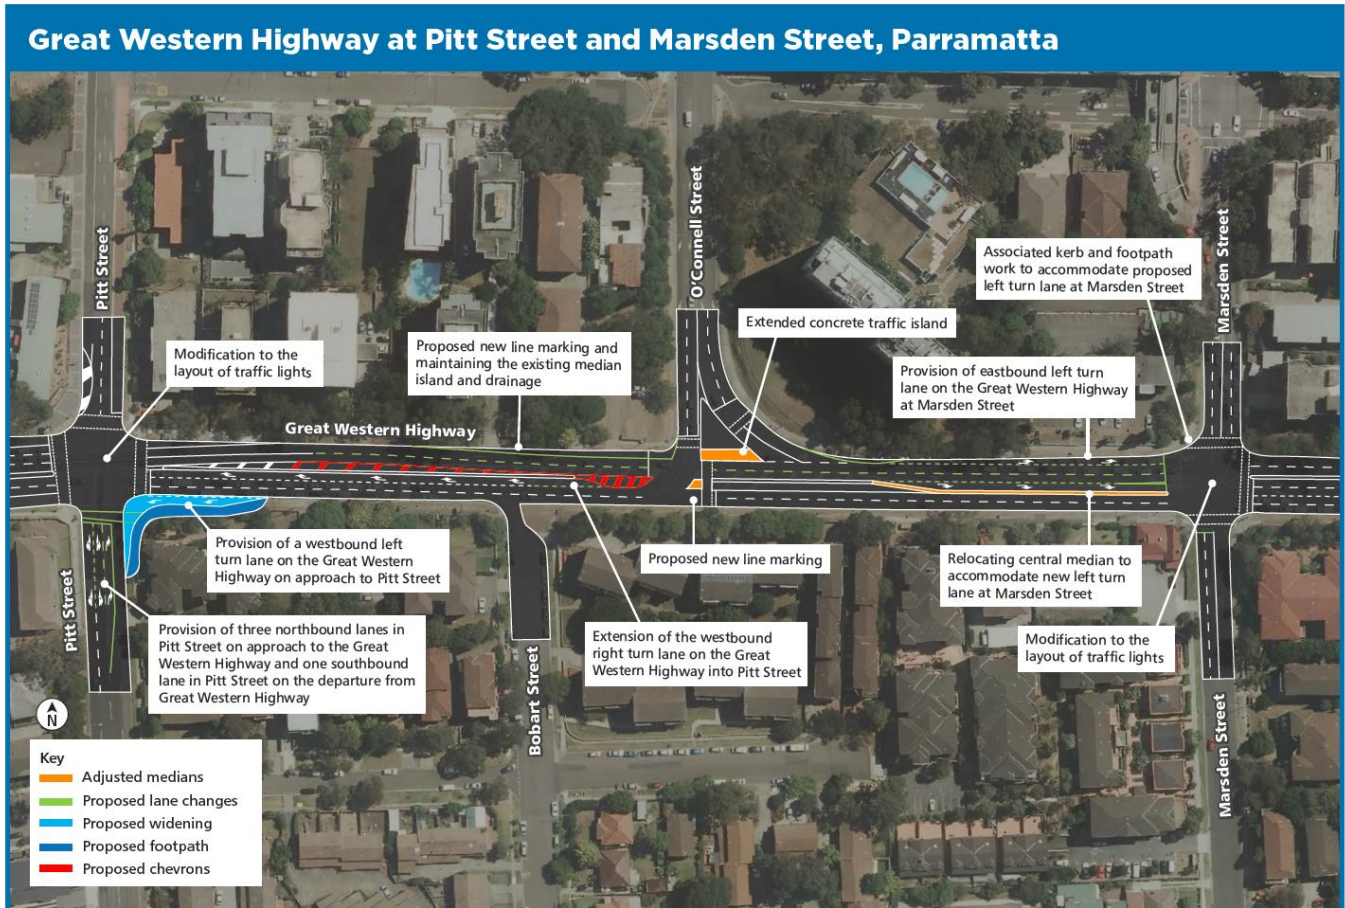 Great Western Highway at Pitt Street and Marsden Street, Parramatta
Pitt Street
O'Connell Street
Marsden Street
Associated kerb and footpath
work to accommodate proposed
left turn lane at Marsden Street
Extended concrete traffic island
Modification to the
layout of traffic lights
Proposed new line marking and
maintaining the existing median
island and drainage
Provision of eastbound left turn
lane on the Great Western Highway
at Marsden Street
Great Western Highway
Provision of a westbound left
turn lane on the Great Western
Highway on approach to Pitt Street
Proposed new line marking
Relocating central median to
accommodate new left turn
lane at Marsden Street
Pitt Street
Provision of three northbound lanes in
Pitt Street on approach to the Great
Western Highway and one southbound
lane in Pitt Street on the departure from
Great Western Highway
Extension of the westbound
right turn lane on the Great
Western Highway into Pitt Street
Modification to the
layout of traffic lights
Bobart Street
Marsden Street
N
Key
Adjusted medians
Proposed lane changes
Proposed widening
Proposed footpath
Proposed chevrons